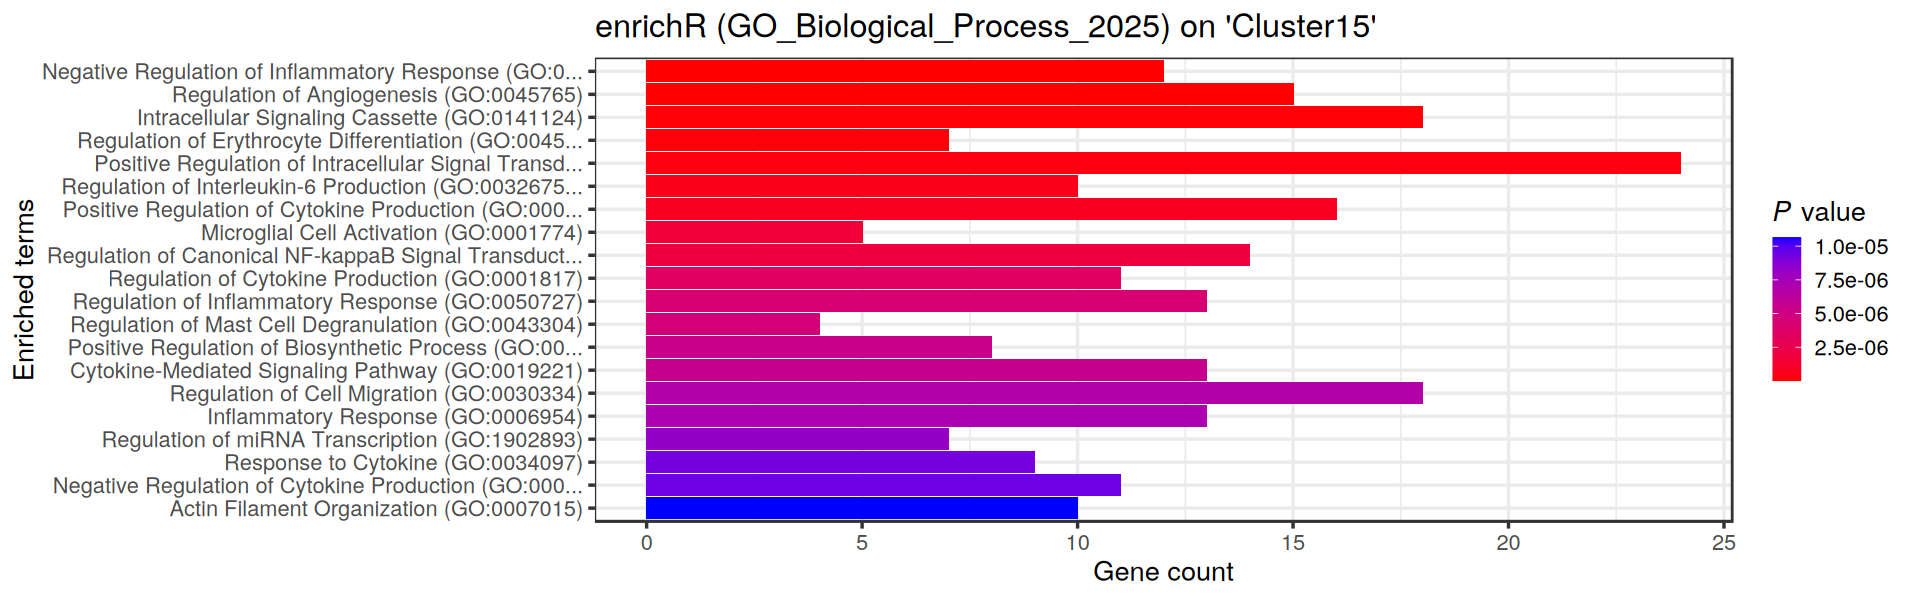 enrichR (GO_Biological_Process_2025) on 'Cluster15'
Enriched terms
Negative Regulation of Inflammatory Response (GO:0...
Regulation of Angiogenesis (GO:0045765)
Intracellular Signaling Cassette (GO:0141124)
Regulation of Erythrocyte Differentiation (GO:0045...
Positive Regulation of Intracellular Signal Transd...
Regulation of Interleukin-6 Production (GO:0032675...
Positive Regulation of Cytokine Production (GO:000...
Microglial Cell Activation (GO:0001774)
Regulation of Canonical NF-kappaB Signal Transduct...
Regulation of Cytokine Production (GO:0001817)
Regulation of Inflammatory Response (GO:0050727)
Regulation of Mast Cell Degranulation (GO:0043304)
Positive Regulation of Biosynthetic Process (GO:00...
Cytokine-Mediated Signaling Pathway (GO:0019221)
Regulation of Cell Migration (GO:0030334)
Inflammatory Response (GO:0006954)
Regulation of miRNA Transcription (GO:1902893)
Response to Cytokine (GO:0034097)
Negative Regulation of Cytokine Production (GO:000...
Actin Filament Organization (GO:0007015)
0 5 10 15 20 25
Gene count
P value
1.0e-05
7.5e-06
5.0e-06
2.5e-06